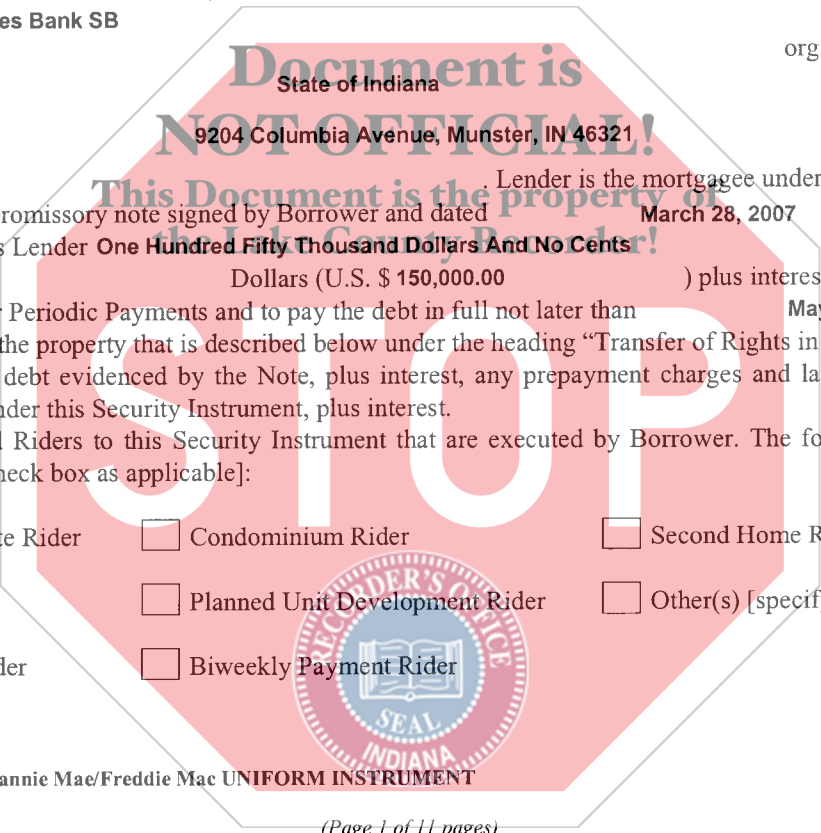 es Bank SB
org
State of Indiana
9204 Columbia Avenue, Munster, IN 46321
. Lender is the mortgagee under
romissory note signed by Borrower and dated March 28, 2007
s Lender One Hundred Fifty Thousand Dollars And No Cents
Dollars (U.S. $ 150,000.00 ) plus interes
r Periodic Payments and to pay the debt in full not later than May
the property that is described below under the heading “Transfer of Rights in
debt evidenced by the Note, plus interest, any prepayment charges and la
nder this Security Instrument, plus interest.
l Riders to this Security Instrument that are executed by Borrower. The fo
heck box as applicable]:
te Rider Condominium Rider Second Home R
Planned Unit Development Rider Other(s) [specif
der Biweekly Payment Rider
annie Mae/Freddie Mac UNIFORM INSTRUMENT
(Page 1 of 11 pages)
Document is
NOT OFFICIAL!
This Document is the property of
the Lake County Recorder!
STOP
RECORDER'S OFFICE
SEAL
INDIANA